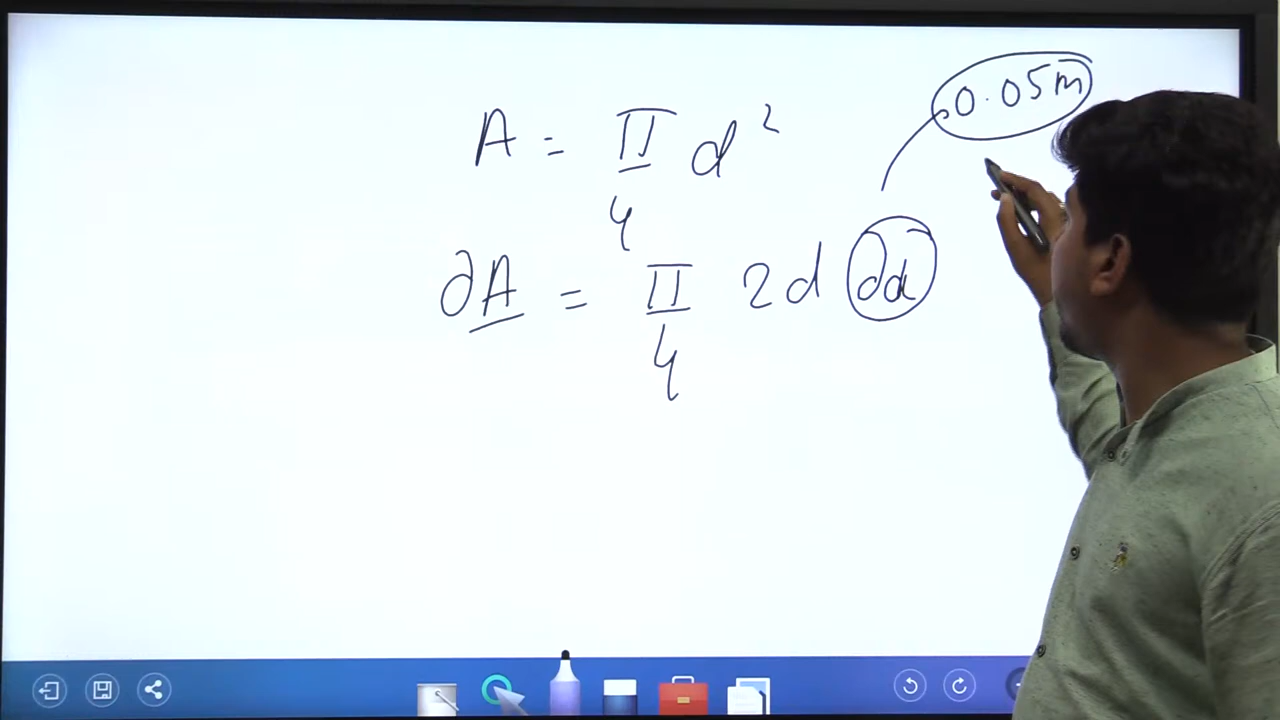 0.05m
A = π/4 d²
∂A = π/4 2d ∂d